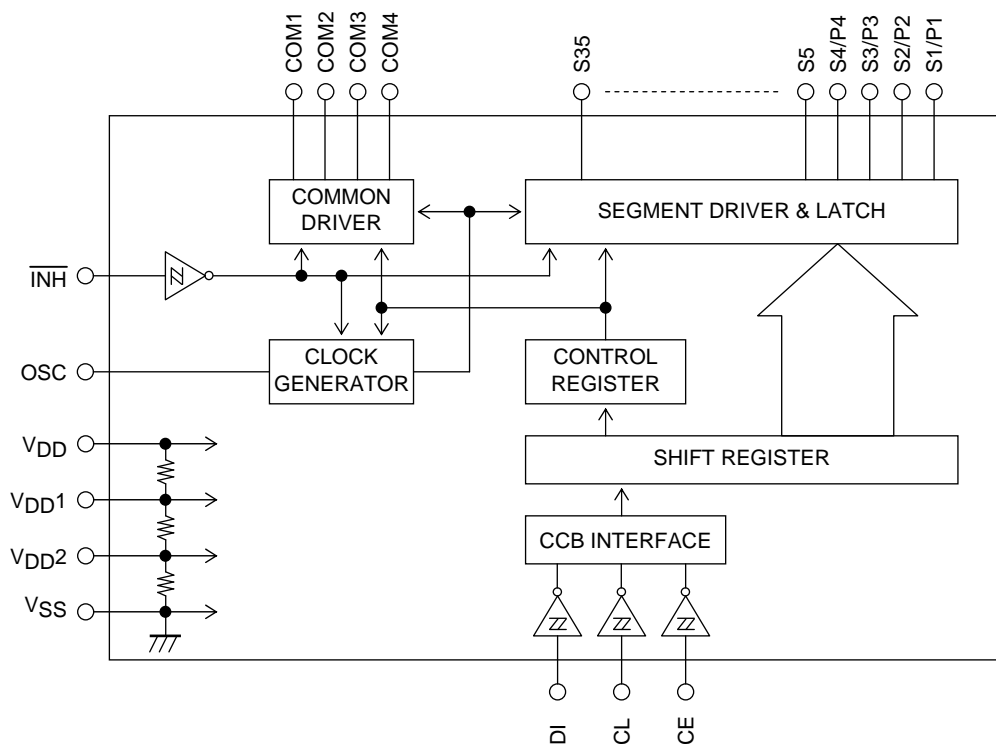 COM1
COM2
COM3
COM4
S35
S5
S4/P4
S3/P3
S2/P2
S1/P1
COMMON
DRIVER
SEGMENT DRIVER & LATCH
INH
OSC
CLOCK
GENERATOR
CONTROL
REGISTER
VDD
SHIFT REGISTER
VDD1
CCB INTERFACE
VDD2
VSS
DI
CL
CE